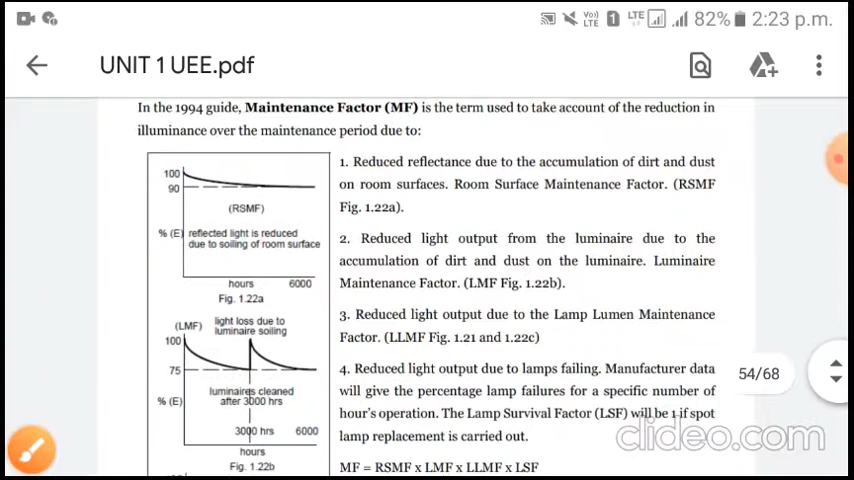 LTE Vo) LTE 1 LTE 82% 2:23 p.m.
UNIT 1 UEE.pdf
In the 1994 guide, Maintenance Factor (MF) is the term used to take account of the reduction in
illuminance over the maintenance period due to:
100
90
(RSMF)
% (E) reflected light is reduced
due to soiling of room surface
hours 6000
Fig. 1.22a
(LMF) light loss due to
luminaire soiling
100
75
luminaires cleaned
% (E) after 3000 hrs
3000 hrs 6000
hours
Fig. 1.22b
1. Reduced reflectance due to the accumulation of dirt and dust
on room surfaces. Room Surface Maintenance Factor. (RSMF
Fig. 1.22a).
2. Reduced light output from the luminaire due to the
accumulation of dirt and dust on the luminaire. Luminaire
Maintenance Factor. (LMF Fig. 1.22b).
3. Reduced light output due to the Lamp Lumen Maintenance
Factor. (LLMF Fig. 1.21 and 1.22c)
4. Reduced light output due to lamps failing. Manufacturer data
will give the percentage lamp failures for a specific number of
hour's operation. The Lamp Survival Factor (LSF) will be 1 if spot
lamp replacement is carried out.
MF = RSMF x LMF x LLMF x LSF
54/68
clideo.com